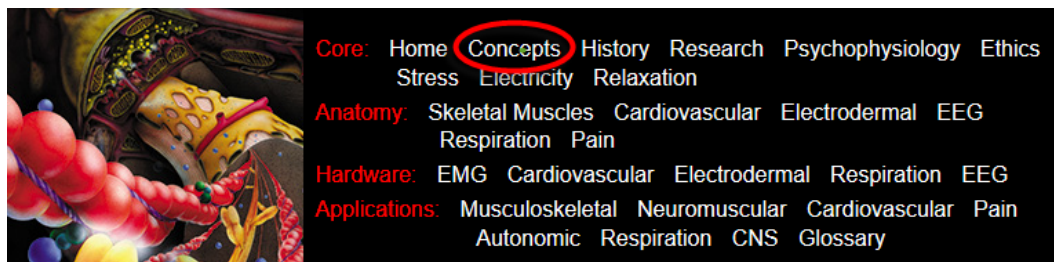 Core: Home Concepts History Research Psychophysiology Ethics
Stress Electricity Relaxation
Anatomy: Skeletal Muscles Cardiovascular Electrodermal EEG
Respiration Pain
Hardware: EMG Cardiovascular Electrodermal Respiration EEG
Applications: Musculoskeletal Neuromuscular Cardiovascular Pain
Autonomic Respiration CNS Glossary